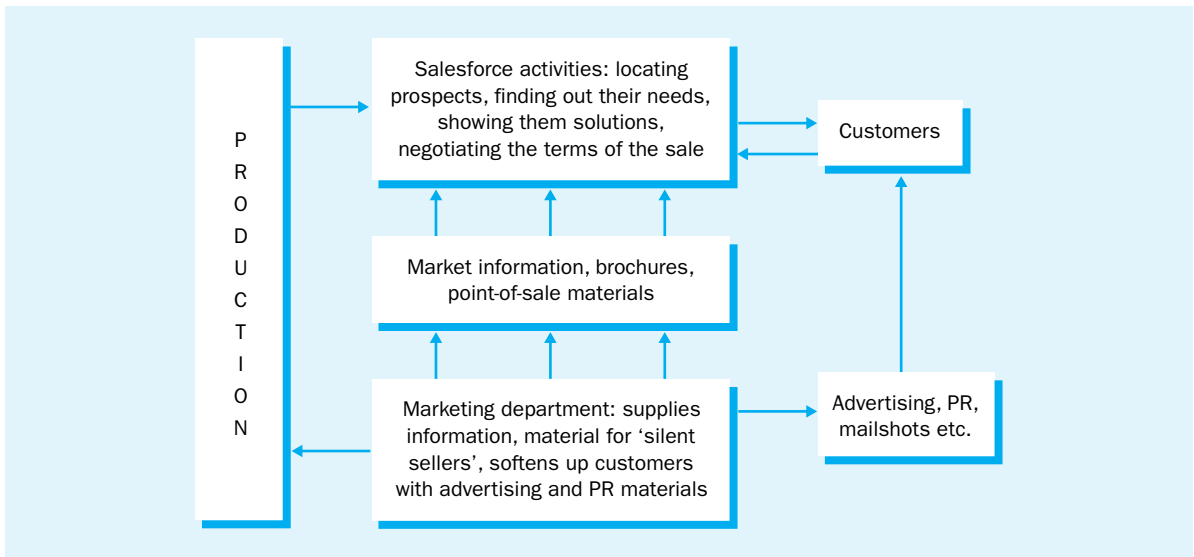 P
R
O
D
U
C
T
I
O
N
Salesforce activities: locating
prospects, finding out their needs,
showing them solutions,
negotiating the terms of the sale
Customers
Market information, brochures,
point-of-sale materials
Marketing department: supplies
information, material for ‘silent
sellers’, softens up customers
with advertising and PR materials
Advertising, PR,
mailshots etc.